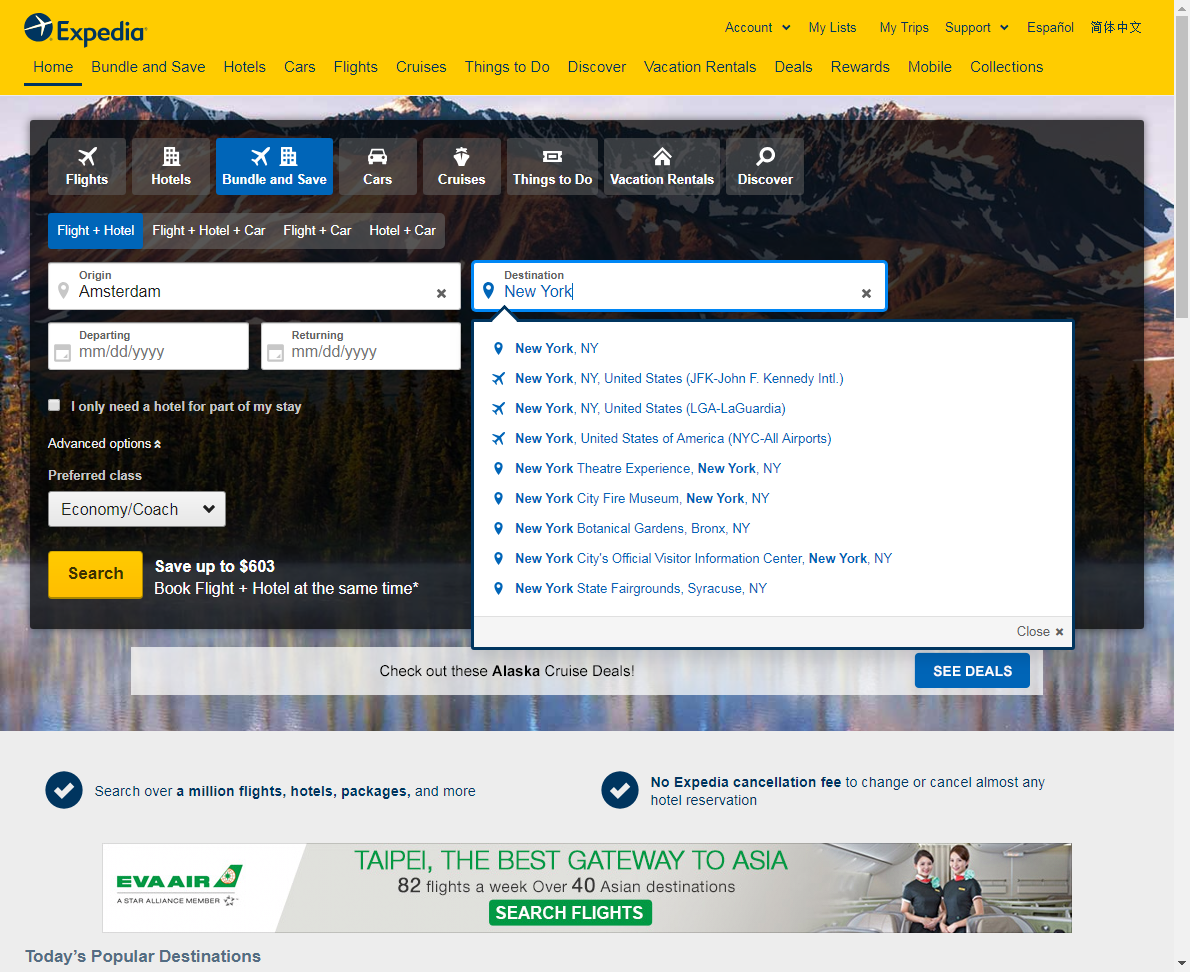 Expedia
Account My Lists My Trips Support Español 简体中文
Home Bundle and Save Hotels Cars Flights Cruises Things to Do Discover Vacation Rentals Deals Rewards Mobile Collections
Flights Hotels Bundle and Save Cars Cruises Things to Do Vacation Rentals Discover
Flight + Hotel Flight + Hotel + Car Flight + Car Hotel + Car
Origin
Amsterdam
Destination
New York
Departing
mm/dd/yyyy
Returning
mm/dd/yyyy
I only need a hotel for part of my stay
Advanced options
Preferred class
Economy/Coach
Search
Save up to $603
Book Flight + Hotel at the same time*
New York, NY
New York, NY, United States (JFK-John F. Kennedy Intl.)
New York, NY, United States (LGA-LaGuardia)
New York, United States of America (NYC-All Airports)
New York Theatre Experience, New York, NY
New York City Fire Museum, New York, NY
New York Botanical Gardens, Bronx, NY
New York City's Official Visitor Information Center, New York, NY
New York State Fairgrounds, Syracuse, NY
Close
Check out these Alaska Cruise Deals!
SEE DEALS
Search over a million flights, hotels, packages, and more
No Expedia cancellation fee to change or cancel almost any
hotel reservation
EVA AIR
A STAR ALLIANCE MEMBER
TAIPEI, THE BEST GATEWAY TO ASIA
82 flights a week Over 40 Asian destinations
SEARCH FLIGHTS
Today's Popular Destinations